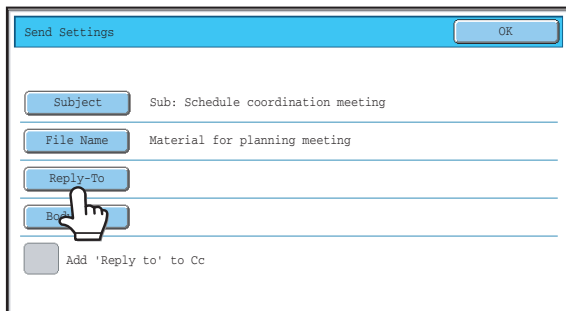 Send Settings OK
Subject Sub: Schedule coordination meeting
File Name Material for planning meeting
Reply-To
Bod
Add 'Reply to' to Cc